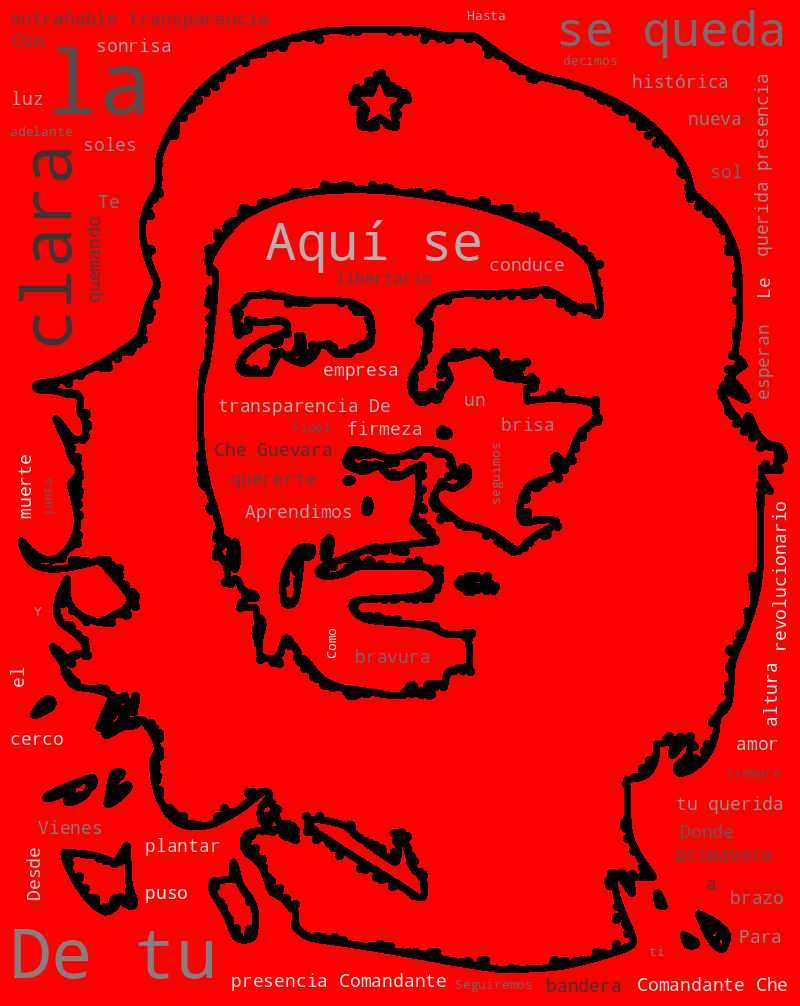 entrañable transparencia
Hasta
se queda
Con
sonrisa
la
decimos
histórica
luz
nueva
adelante
soles
querida presencia
clara
sol
Te
quemando
Aquí se
conduce
libertario
Le
esperan
empresa
transparencia De
un
Fidel
firmeza
brisa
Che Guevara
seguimos
quererte
muerte
junto
Aprendimos
revolucionario
Y
Como
bravura
el
altura
cerco
amor
siempre
tu querida
Vienes
Donde
plantar
primavera
Desde
puso
a
brazo
De tu
Para
ti
presencia Comandante
Seguiremos
bandera
Comandante Che